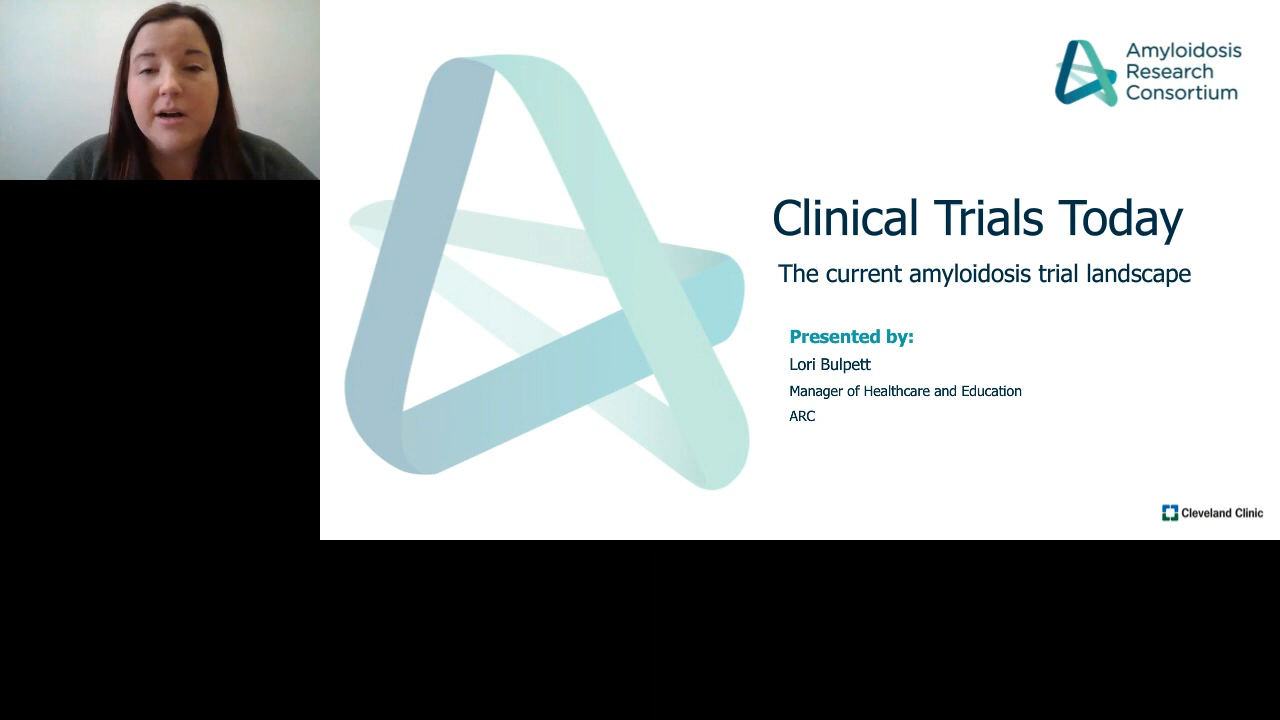 Amyloidosis
Research
Consortium
Clinical Trials Today
The current amyloidosis trial landscape
Presented by:
Lori Bulpett
Manager of Healthcare and Education
ARC
Cleveland Clinic